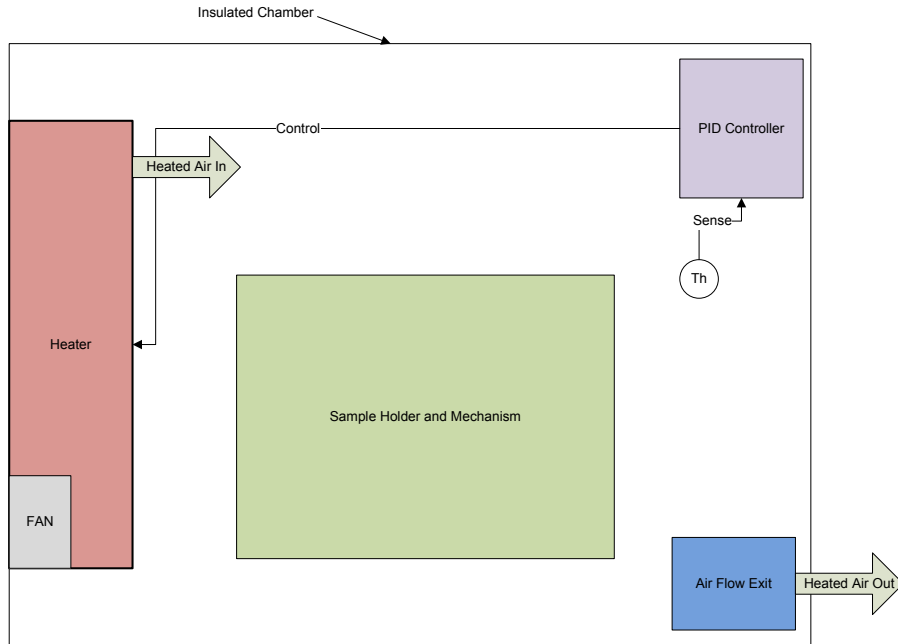 Insulated Chamber
PID Controller
Control
Heated Air In
Sense
Th
Heater
Sample Holder and Mechanism
FAN
Air Flow Exit
Heated Air Out